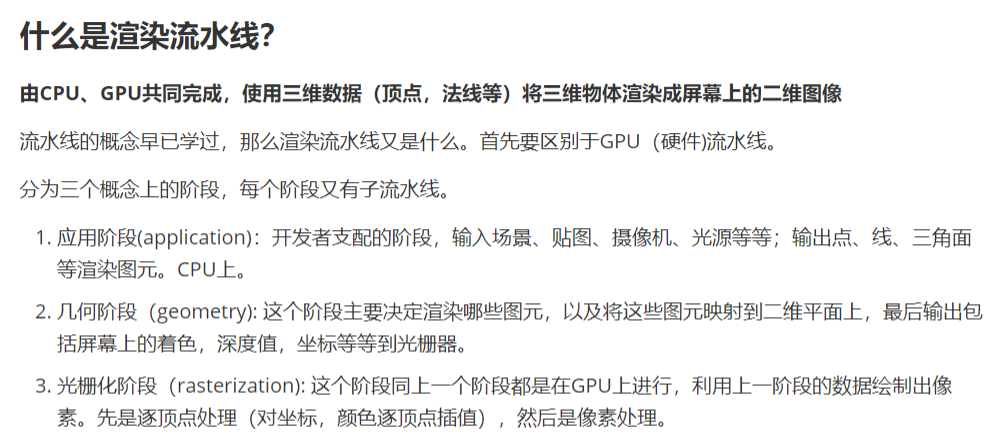 什么是渲染流水线？
由CPU、GPU共同完成，使用三维数据（顶点，法线等）将三维物体渲染成屏幕上的二维图像
流水线的概念早已学过，那么渲染流水线又是什么。首先要区别于GPU（硬件)流水线。
分为三个概念上的阶段，每个阶段又有子流水线。
1. 应用阶段(application)：开发者支配的阶段，输入场景、贴图、摄像机、光源等等；输出点、线、三角面
等渲染图元。CPU上。
2. 几何阶段（geometry): 这个阶段主要决定渲染哪些图元，以及将这些图元映射到二维平面上，最后输出包
括屏幕上的着色，深度值，坐标等等到光栅器。
3. 光栅化阶段（rasterization): 这个阶段同上一个阶段都是在GPU上进行，利用上一阶段的数据绘制出像
素。先是逐顶点处理（对坐标，颜色逐顶点插值），然后是像素处理。